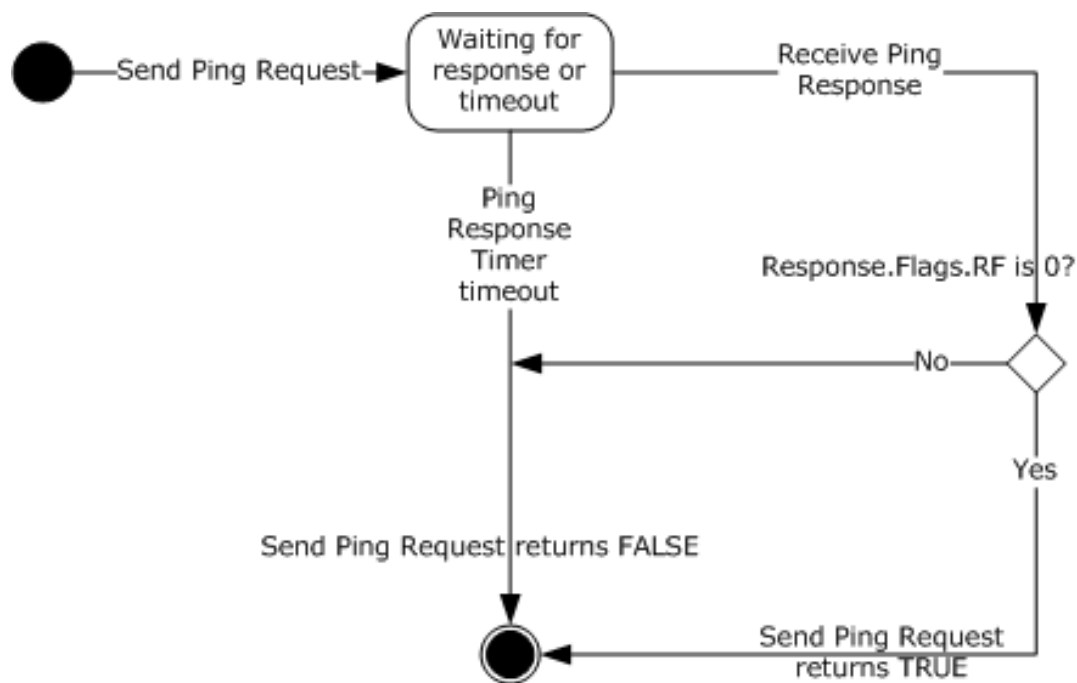 Send Ping Request
Waiting for
response or
timeout
Receive Ping
Response
Ping
Response
Timer
timeout
Response.Flags.RF is 0?
No
Yes
Send Ping Request returns FALSE
Send Ping Request
returns TRUE